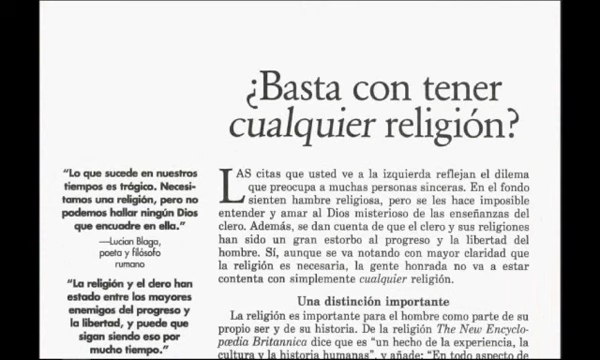 ¿Basta con tener
cualquier religión?
"Lo que sucede en nuestros
tiempos es trágico. Necesi-
tamos una religión, pero no
podemos hallar ningún Dios
que encuadre en ella."
—Lucian Blaga,
poeta y filósofo
rumano
"La religión y el clero han
estado entre los mayores
enemigos del progreso y
la libertad, y puede que
sigan siendo eso por
mucho tiempo."
LAS citas que usted ve a la izquierda reflejan el dilema
que preocupa a muchas personas sinceras. En el fondo
sienten hambre religiosa, pero se les hace imposible
entender y amar al Dios misterioso de las enseñanzas del
clero. Además, se dan cuenta de que el clero y sus religiones
han sido un gran estorbo al progreso y la libertad del
hombre. Sí, aunque se va notando con mayor claridad que
la religión es necesaria, la gente honrada no va a estar
contenta con simplemente cualquier religión.
Una distinción importante
La religión es importante para el hombre como parte de su
propio ser y de su historia. De la religión The New Encyclo-
pædia Britannica dice que es "un hecho de la experiencia, la
cultura y la historia humanas", y añade: "En todo aspecto de